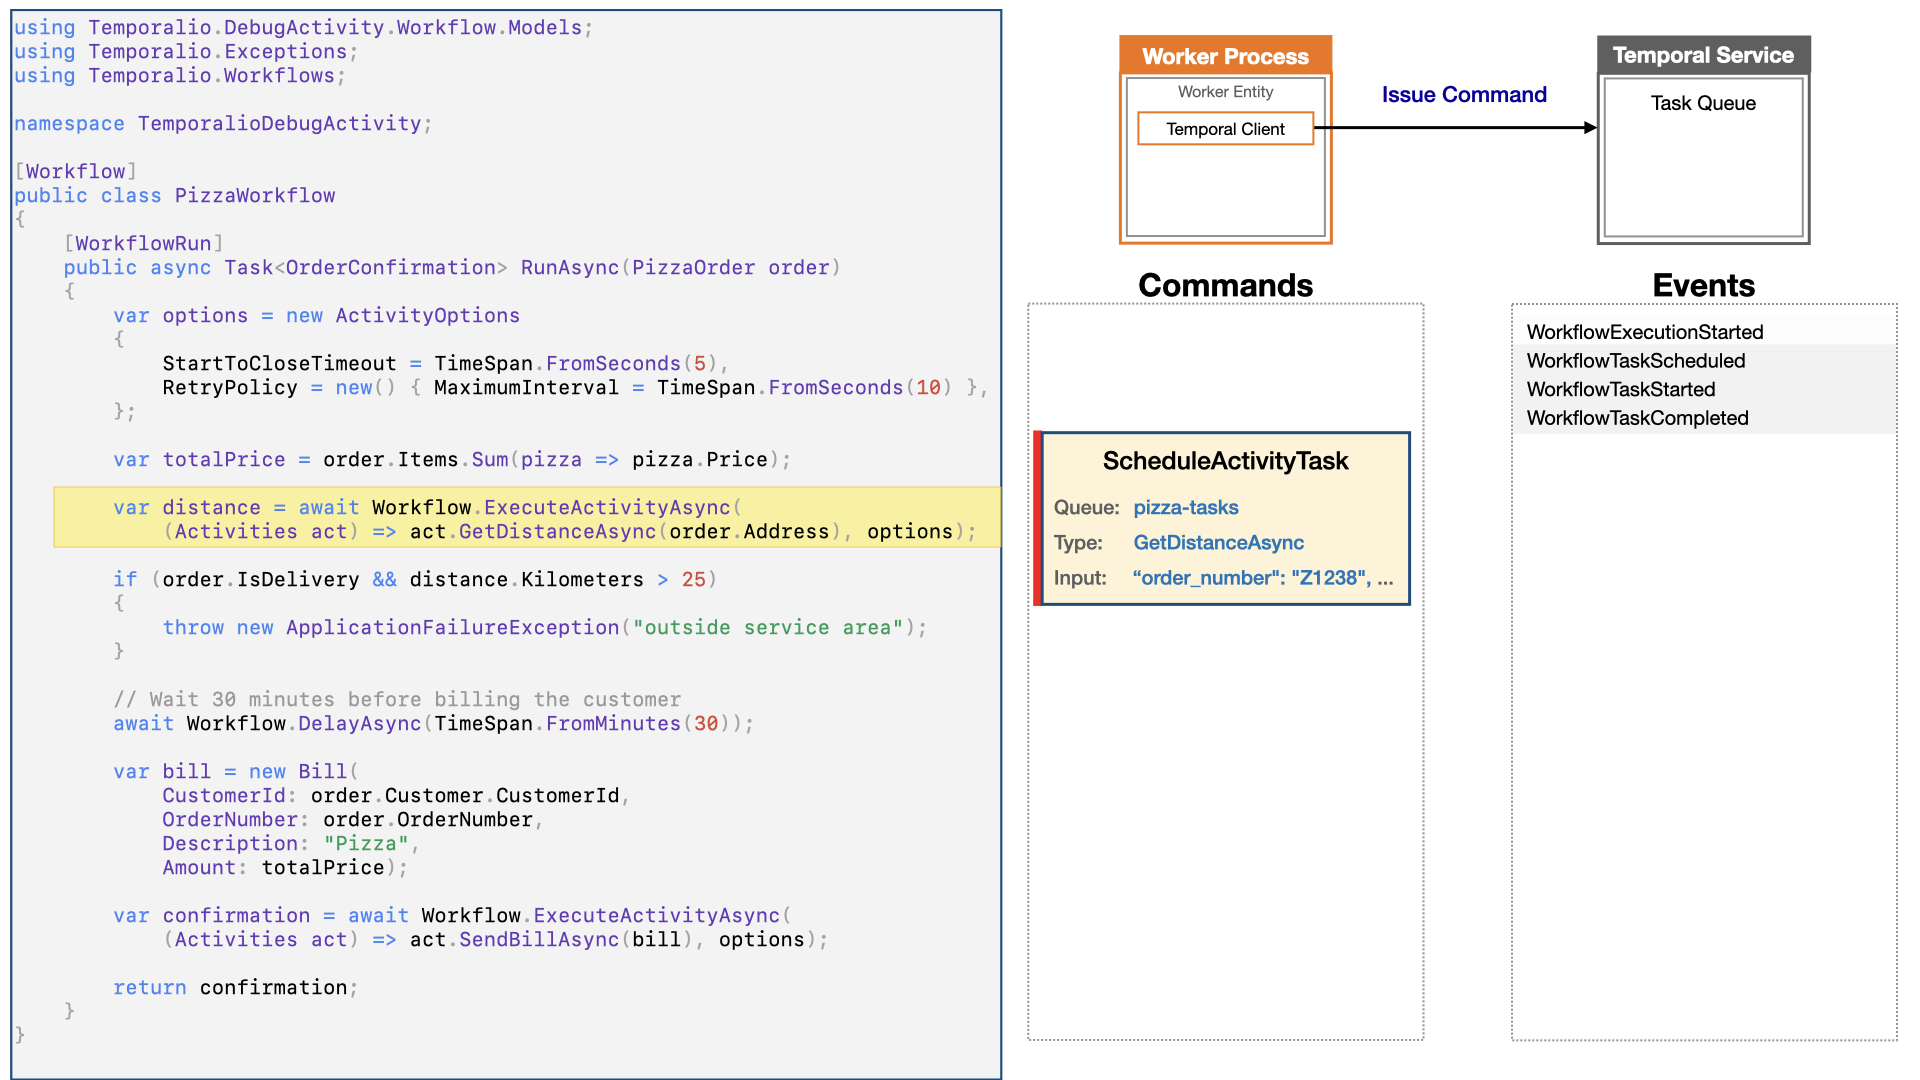 using Temporalio.DebugActivity.Workflow.Models;
using Temporalio.Exceptions;
using Temporalio.Workflows;
namespace TemporalioDebugActivity;
[Workflow]
public class PizzaWorkflow
{
[WorkflowRun]
public async Task<OrderConfirmation> RunAsync(PizzaOrder order)
{
var options = new ActivityOptions
{
StartToCloseTimeout = TimeSpan.FromSeconds(5),
RetryPolicy = new() { MaximumInterval = TimeSpan.FromSeconds(10) },
};
var totalPrice = order.Items.Sum(pizza => pizza.Price);
var distance = await Workflow.ExecuteActivityAsync(
(Activities act) => act.GetDistanceAsync(order.Address), options);
if (order.IsDelivery && distance.Kilometers > 25)
{
throw new ApplicationFailureException("outside service area");
}
// Wait 30 minutes before billing the customer
await Workflow.DelayAsync(TimeSpan.FromMinutes(30));
var bill = new Bill(
CustomerId: order.Customer.CustomerId,
OrderNumber: order.OrderNumber,
Description: "Pizza",
Amount: totalPrice);
var confirmation = await Workflow.ExecuteActivityAsync(
(Activities act) => act.SendBillAsync(bill), options);
return confirmation;
}
}
Worker Process
Worker Entity
Temporal Client
Issue Command
Temporal Service
Task Queue
Commands
ScheduleActivityTask
Queue: pizza-tasks
Type: GetDistanceAsync
Input: “order_number": "Z1238", ...
Events
WorkflowExecutionStarted
WorkflowTaskScheduled
WorkflowTaskStarted
WorkflowTaskCompleted